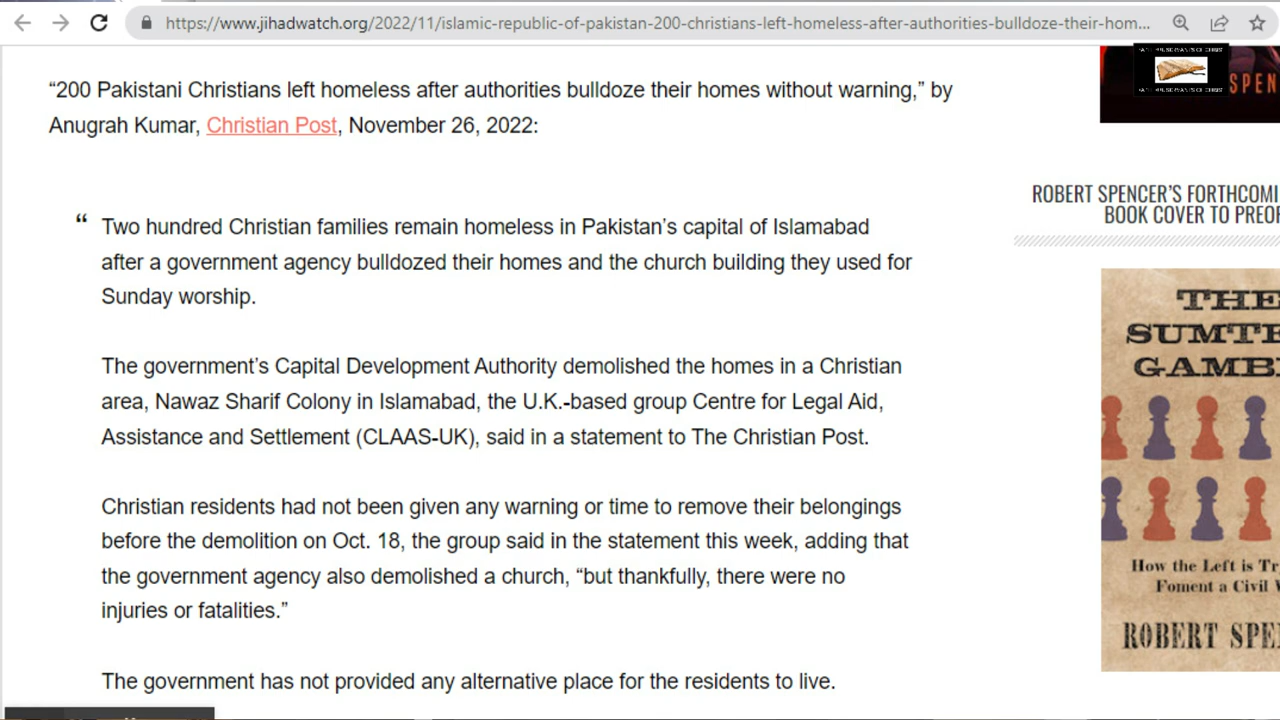 https://www.jihadwatch.org/2022/11/islamic-republic-of-pakistan-200-christians-left-homeless-after-authorities-bulldoze-their-hom...
“200 Pakistani Christians left homeless after authorities bulldoze their homes without warning,” by
Anugrah Kumar, Christian Post, November 26, 2022:
“ Two hundred Christian families remain homeless in Pakistan’s capital of Islamabad
after a government agency bulldozed their homes and the church building they used for
Sunday worship.
The government’s Capital Development Authority demolished the homes in a Christian
area, Nawaz Sharif Colony in Islamabad, the U.K.-based group Centre for Legal Aid,
Assistance and Settlement (CLAAS-UK), said in a statement to The Christian Post.
Christian residents had not been given any warning or time to remove their belongings
before the demolition on Oct. 18, the group said in the statement this week, adding that
the government agency also demolished a church, “but thankfully, there were no
injuries or fatalities.”
The government has not provided any alternative place for the residents to live.
SPEN
ROBERT SPENCER’S FORTHCOMI
BOOK COVER TO PREO
THE
SUMTE
GAMB
How the Left is Tr
Foment a Civil
ROBERT SPE